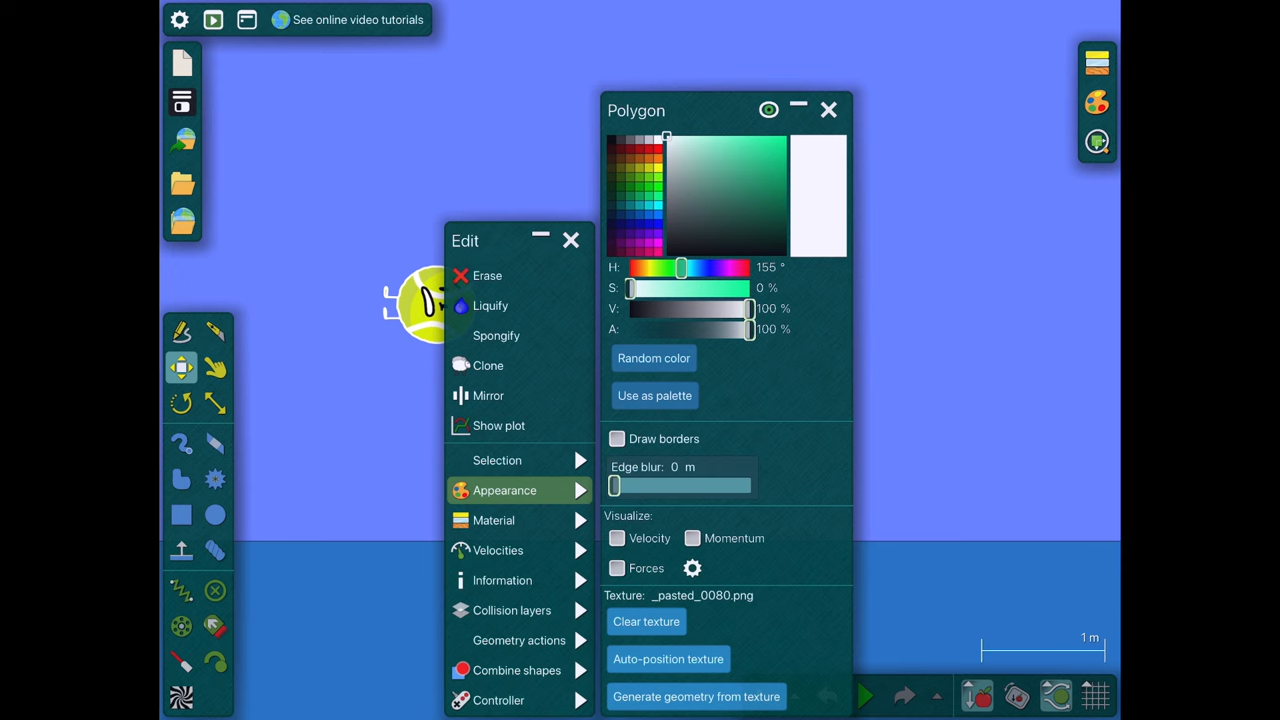 See online video tutorials
Polygon
H: 155 °
S: 0 %
V: 100 %
A: 100 %
Random color
Use as palette
Draw borders
Edge blur: 0 m
Visualize:
Velocity
Momentum
Forces
Texture: _pasted_0080.png
Clear texture
Auto-position texture
Generate geometry from texture
Edit
Erase
Liquify
Spongify
Clone
Mirror
Show plot
Selection
Appearance
Material
Velocities
Information
Collision layers
Geometry actions
Combine shapes
Controller
1 m